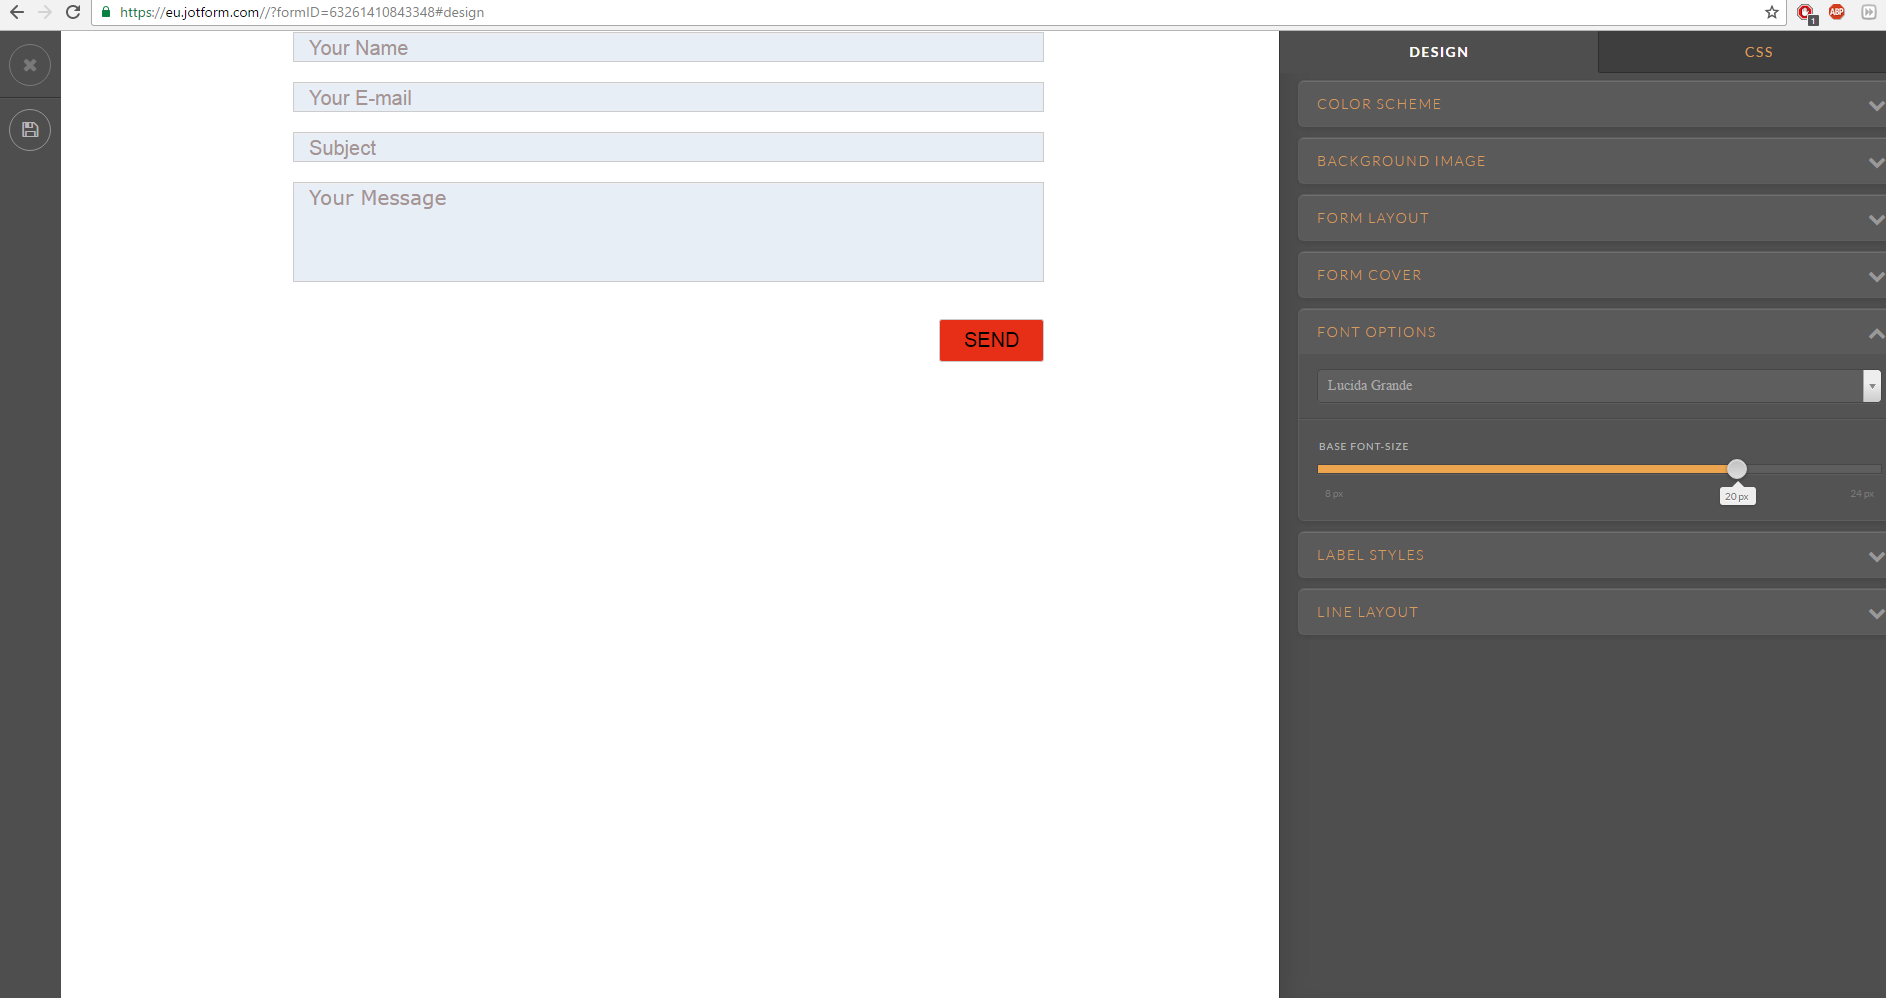 https://eu.jotform.com//?formID=63261410843348#design
1
ABP
Your Name
Your E-mail
Subject
Your Message
SEND
DESIGN
CSS
COLOR SCHEME
BACKGROUND IMAGE
FORM LAYOUT
FORM COVER
FONT OPTIONS
Lucida Grande
BASE FONT-SIZE
8 px
24 px
20 px
LABEL STYLES
LINE LAYOUT